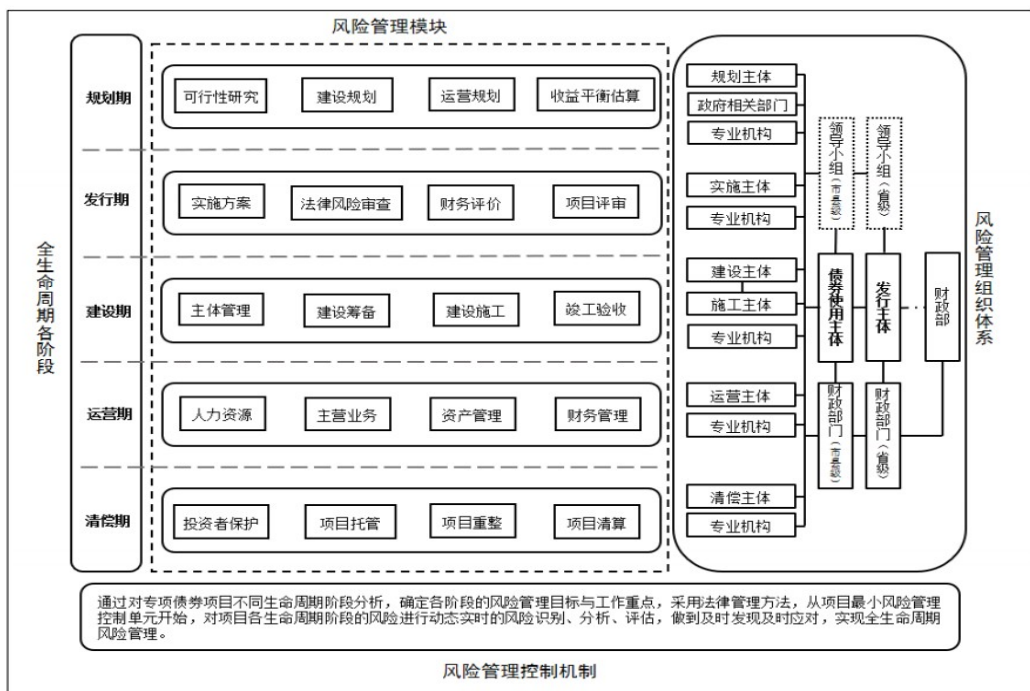 风险管理模块
全生命周期各阶段
规划期
可行性研究
建设规划
运营规划
收益平衡估算
发行期
实施方案
法律风险审查
财务评价
项目评审
建设期
主体管理
建设筹备
建设施工
竣工验收
运营期
人力资源
主营业务
资产管理
财务管理
清偿期
投资者保护
项目托管
项目重整
项目清算
规划主体
政府相关部门
专业机构
实施主体
专业机构
建设主体
施工主体
专业机构
运营主体
专业机构
清偿主体
专业机构
领导小组（市县级）
领导小组（省级）
债券使用主体
发行主体
财政部
财政部门（市县级）
财政部门（省级）
风险管理组织体系
通过对专项债券项目不同生命周期阶段分析，确定各阶段的风险管理目标与工作重点，采用法律管理方法，从项目最小风险管理
控制单元开始，对项目各生命周期阶段的风险进行动态实时的风险识别、分析、评估，做到及时发现及时应对，实现全生命周期
风险管理。
风险管理控制机制